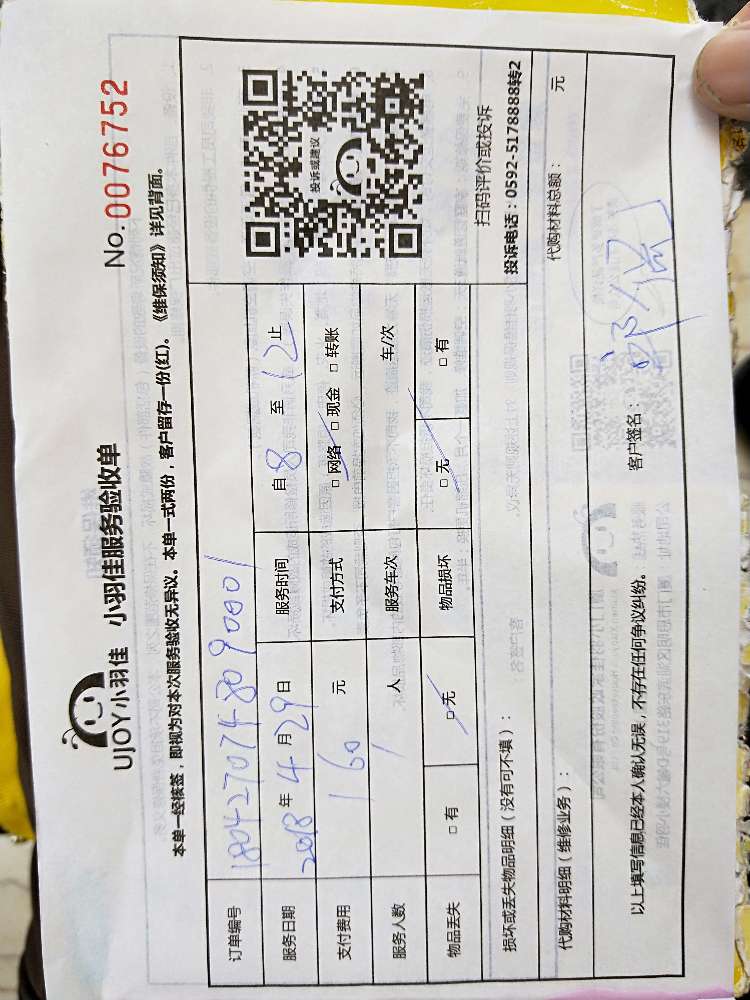 UJOY小羽佳 小羽佳服务验收单
No. 0076752
本单一经接签，即视为对本次服务验收无异议。本单一式两份，客户留存一份(红)。《维保须知》详见背面。
订单编号 1804270748090001
服务日期 2018 年 4 月 29 日 服务时间 自 8 至 12 止
支付费用 160 元 支付方式 □ 网络 □ 现金 □ 转账
服务人数 1 人 服务车次 车/次
物品丢失 □ 有 □ 无 物品损坏 □ 无 □ 有
投诉或建议
扫码评价或投诉
投诉电话：0592-5178888转2
损坏或丢失物品明细（没有可不填）：
代购材料明细（维修业务）： 代购材料总额： 元
以上填写信息已经本人确认无误，不存在任何争议纠纷。 客户签名：